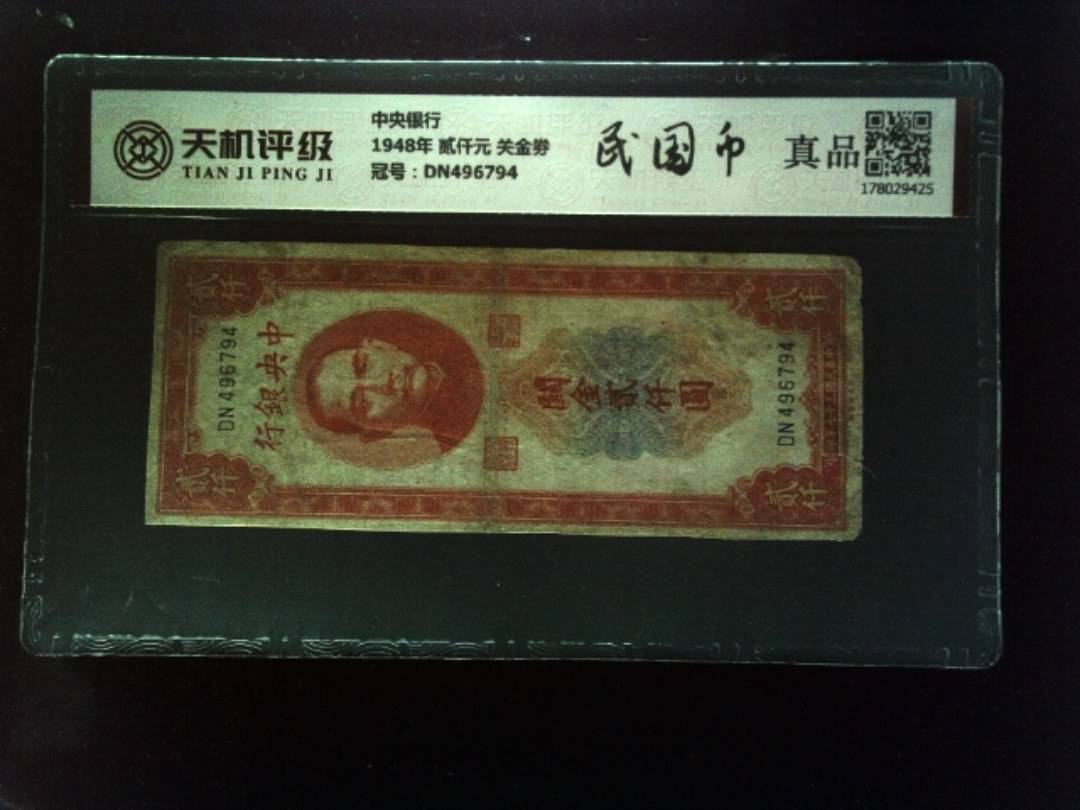 天机评级
TIAN JI PING JI
中央银行
1948年 贰仟元 关金券
冠号：DN496794
民国币
真品
178029425
贰仟
贰仟
DN496794
中央銀行
關金贰仟圓
DN496794
贰仟
贰仟